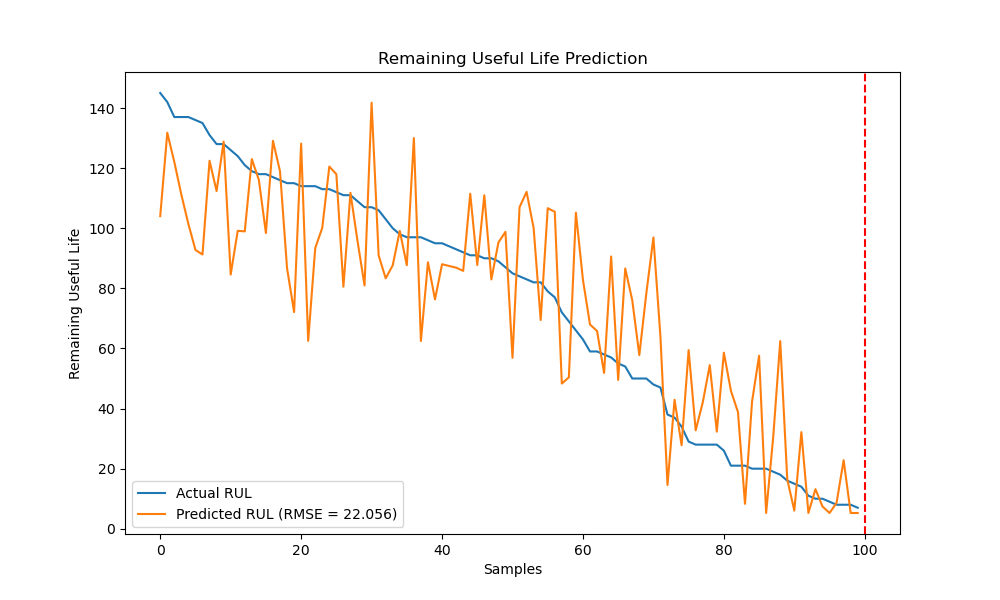 Remaining Useful Life Prediction
Remaining Useful Life
140
120
100
80
60
40
20
0
Actual RUL
Predicted RUL (RMSE = 22.056)
0 20 40 60 80 100
Samples